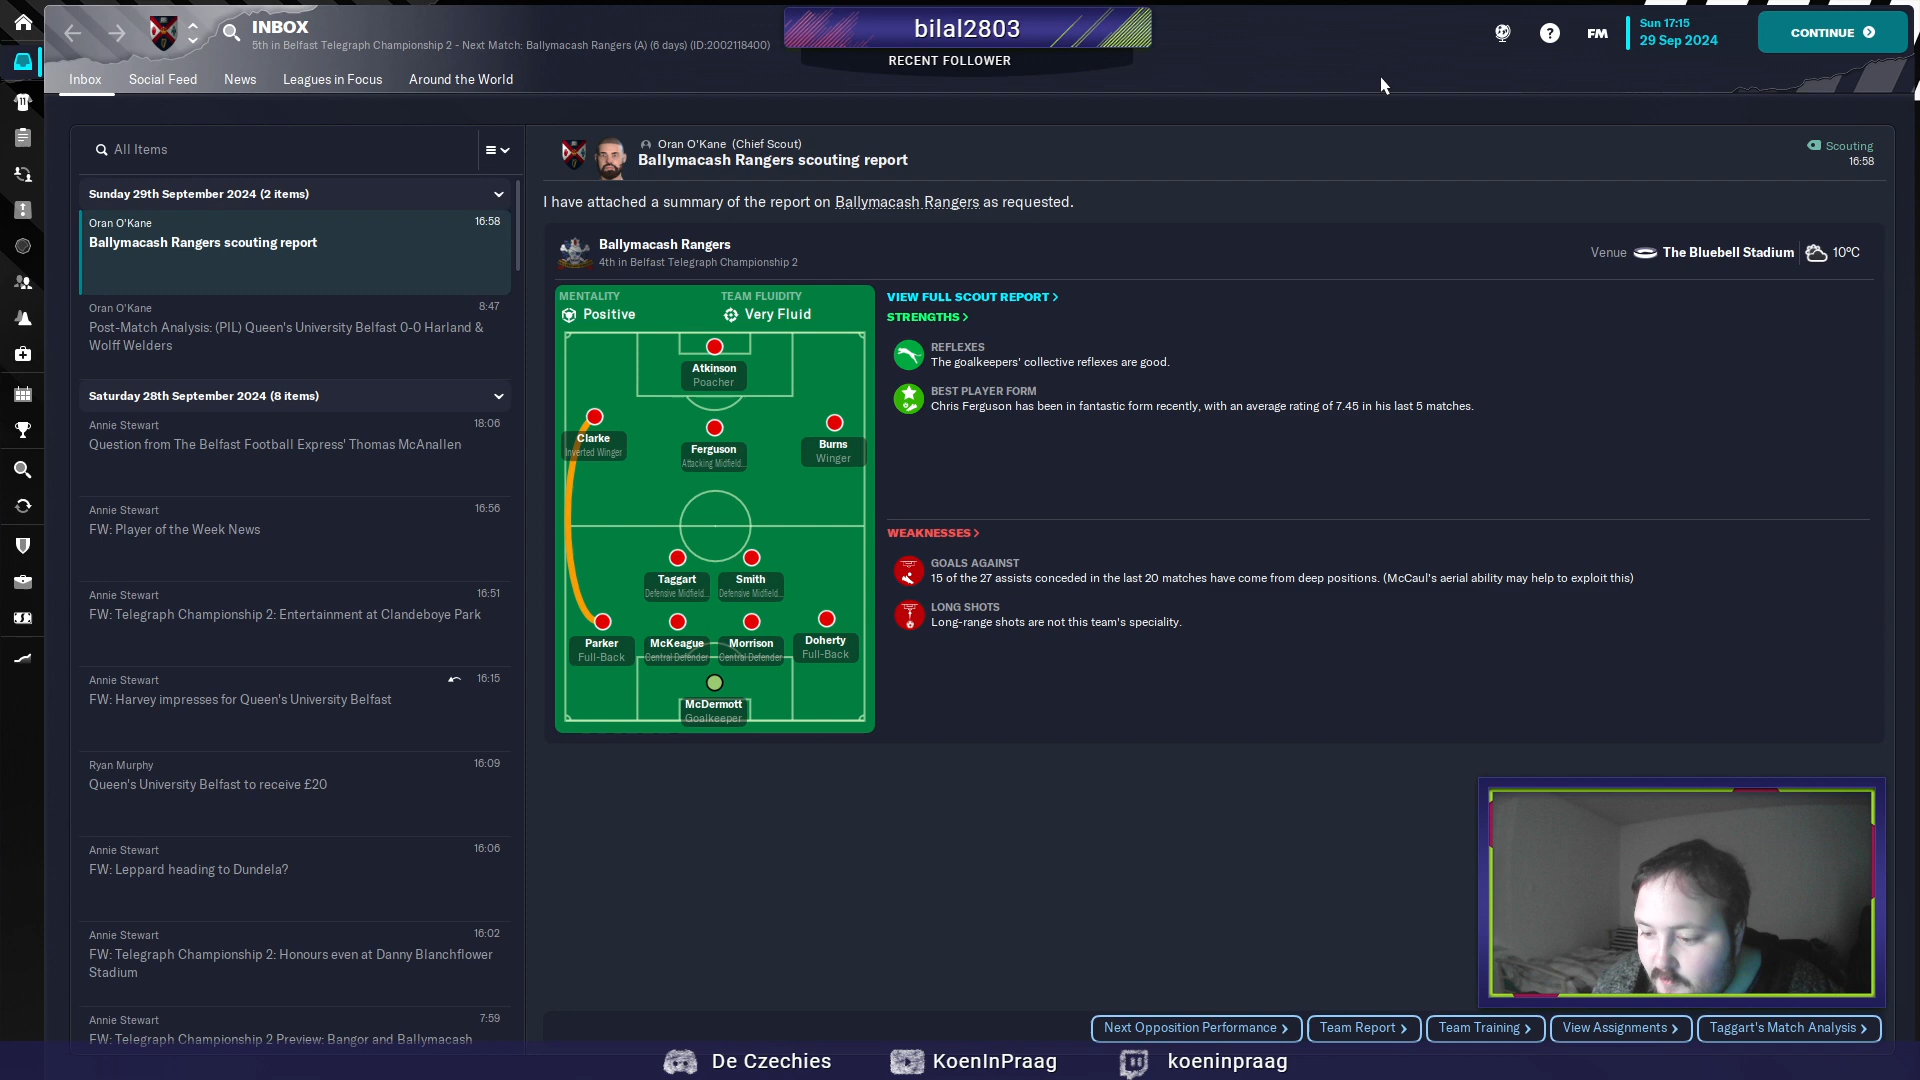 INBOX
5th in Belfast Telegraph Championship 2 - Next Match: Ballymacash Rangers (A) (6 days) (ID:2002118400)
bilal2803
RECENT FOLLOWER
FM
Sun 17:15
29 Sep 2024
CONTINUE
Inbox
Social Feed
News
Leagues in Focus
Around the World
All Items
Sunday 29th September 2024 (2 items)
Oran O'Kane
16:58
Ballymacash Rangers scouting report
Oran O'Kane
8:47
Post-Match Analysis: (PIL) Queen's University Belfast 0-0 Harland &
Wolff Welders
Saturday 28th September 2024 (8 items)
Annie Stewart
18:06
Question from The Belfast Football Express' Thomas McAnallen
Annie Stewart
16:56
FW: Player of the Week News
Annie Stewart
16:51
FW: Telegraph Championship 2: Entertainment at Clandeboye Park
Annie Stewart
16:15
FW: Harvey impresses for Queen's University Belfast
Ryan Murphy
16:09
Queen's University Belfast to receive £20
Annie Stewart
16:06
FW: Leppard heading to Dundela?
Annie Stewart
16:02
FW: Telegraph Championship 2: Honours even at Danny Blanchflower
Stadium
Annie Stewart
7:59
FW: Telegraph Championship 2 Preview: Bangor and Ballymacash
Oran O'Kane (Chief Scout)
Ballymacash Rangers scouting report
Scouting
16:58
I have attached a summary of the report on Ballymacash Rangers as requested.
Ballymacash Rangers
4th in Belfast Telegraph Championship 2
Venue
The Bluebell Stadium
10°C
MENTALITY
Positive
TEAM FLUIDITY
Very Fluid
Atkinson
Poacher
Clarke
Inverted Winger
Ferguson
Attacking Midfield...
Burns
Winger
Taggart
Defensive Midfield...
Smith
Defensive Midfield...
Parker
Full-Back
McKeague
Central Defender
Morrison
Central Defender
Doherty
Full-Back
McDermott
Goalkeeper
VIEW FULL SCOUT REPORT >
STRENGTHS >
REFLEXES
The goalkeepers' collective reflexes are good.
BEST PLAYER FORM
Chris Ferguson has been in fantastic form recently, with an average rating of 7.45 in his last 5 matches.
WEAKNESSES >
GOALS AGAINST
15 of the 27 assists conceded in the last 20 matches have come from deep positions. (McCaul's aerial ability may help to exploit this)
LONG SHOTS
Long-range shots are not this team's speciality.
Next Opposition Performance >
Team Report >
Team Training >
View Assignments >
Taggart's Match Analysis >
De Czechies
KoenInPraag
koeninpraag